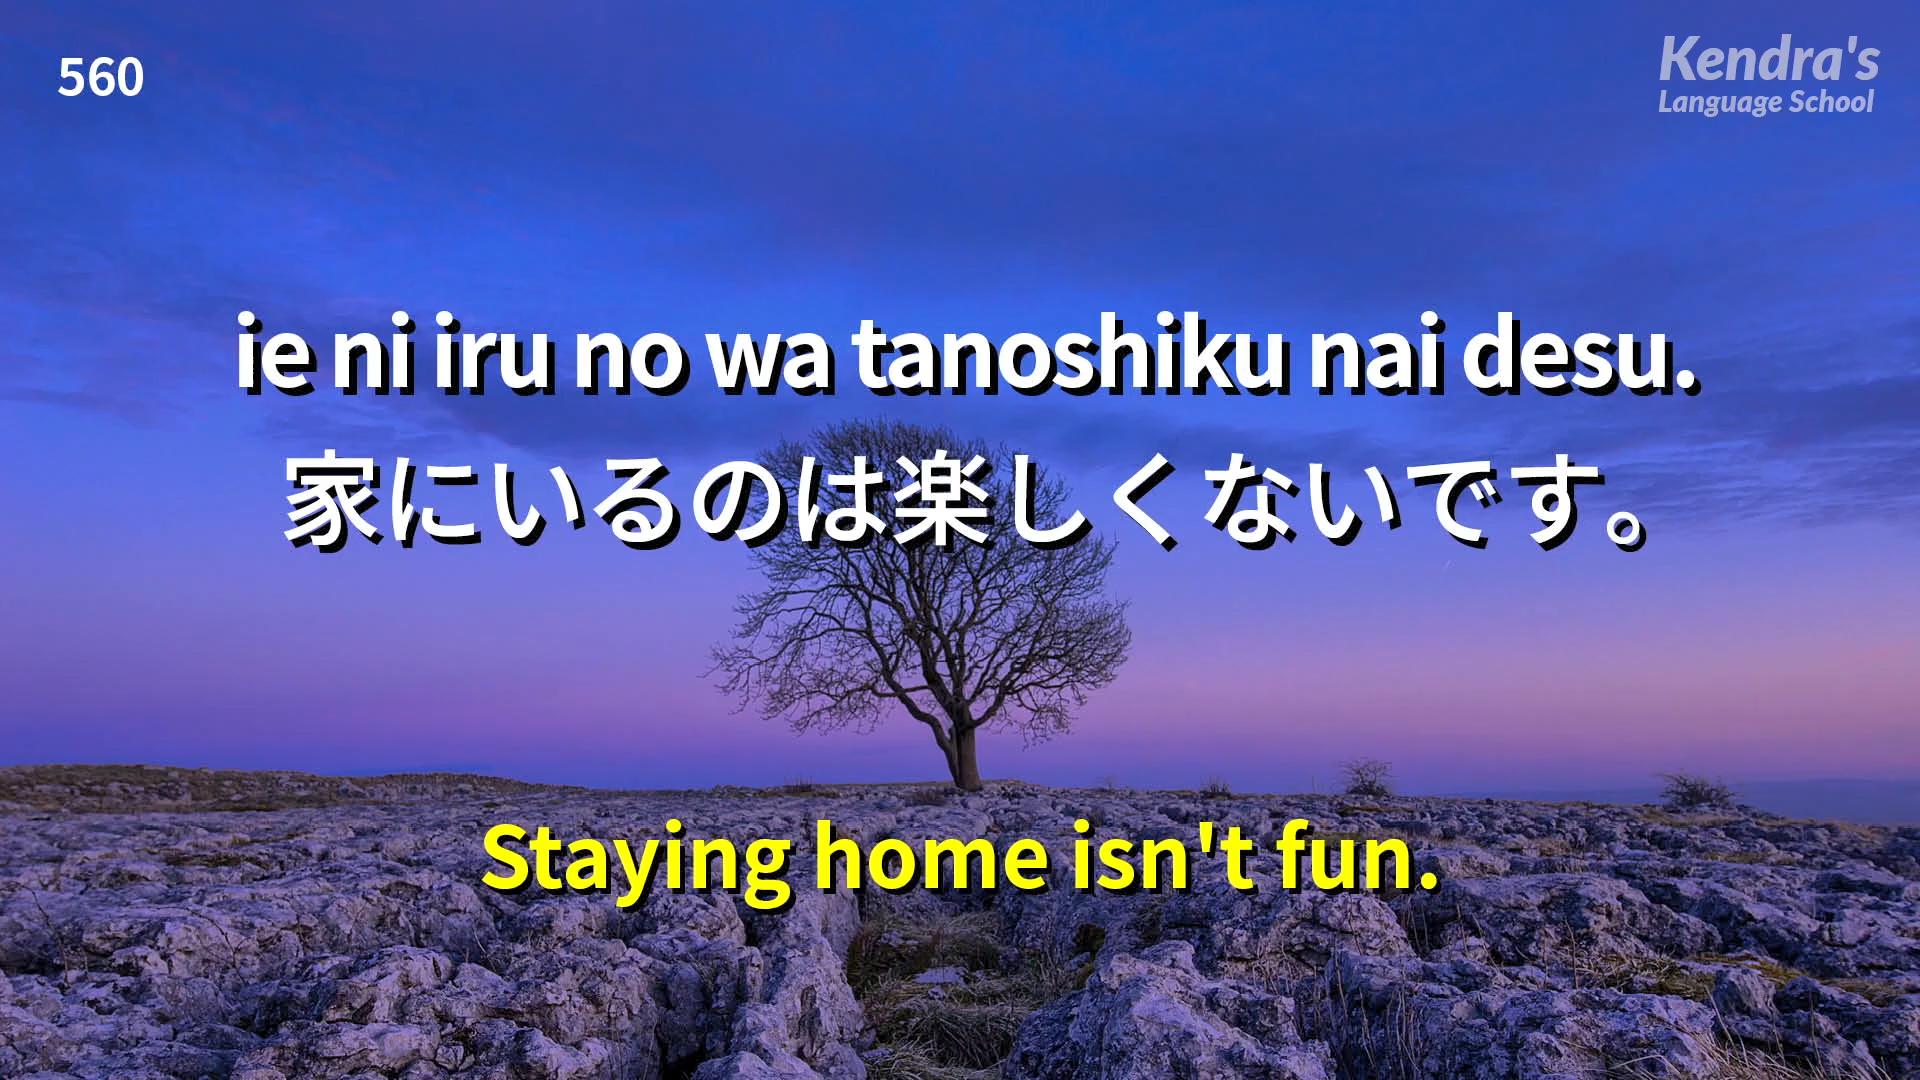 560
Kendra's
Language School
ie ni iru no wa tanoshiku nai desu.
家にいるのは楽しくないです。
Staying home isn't fun.